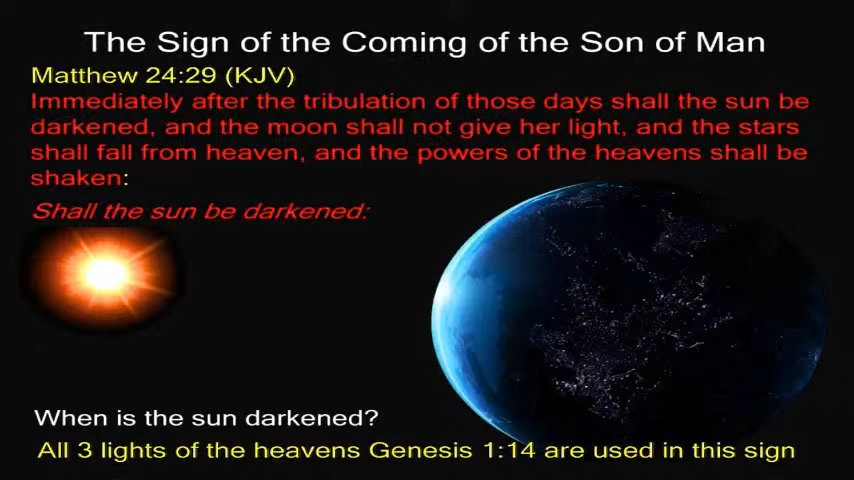 The Sign of the Coming of the Son of Man
Matthew 24:29 (KJV)
Immediately after the tribulation of those days shall the sun be
darkened, and the moon shall not give her light, and the stars
shall fall from heaven, and the powers of the heavens shall be
shaken:
Shall the sun be darkened:
When is the sun darkened?
All 3 lights of the heavens Genesis 1:14 are used in this sign